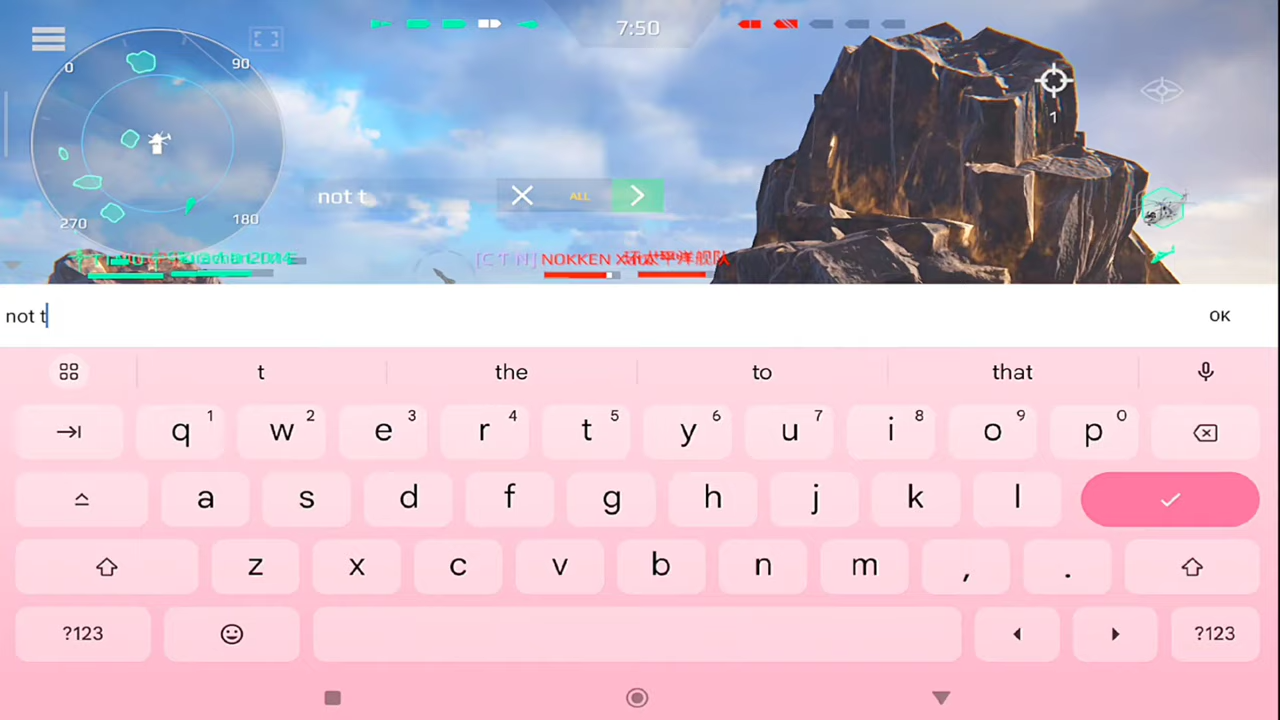 7:50
0
90
270
180
1
not t
ALL
[C T N] NOKKEN
not t
OK
t
the
to
that
q 1
w 2
e 3
r 4
t 5
y 6
u 7
i 8
o 9
p 0
a s d f g h j k l
z x c v b n m , .
?123
?123